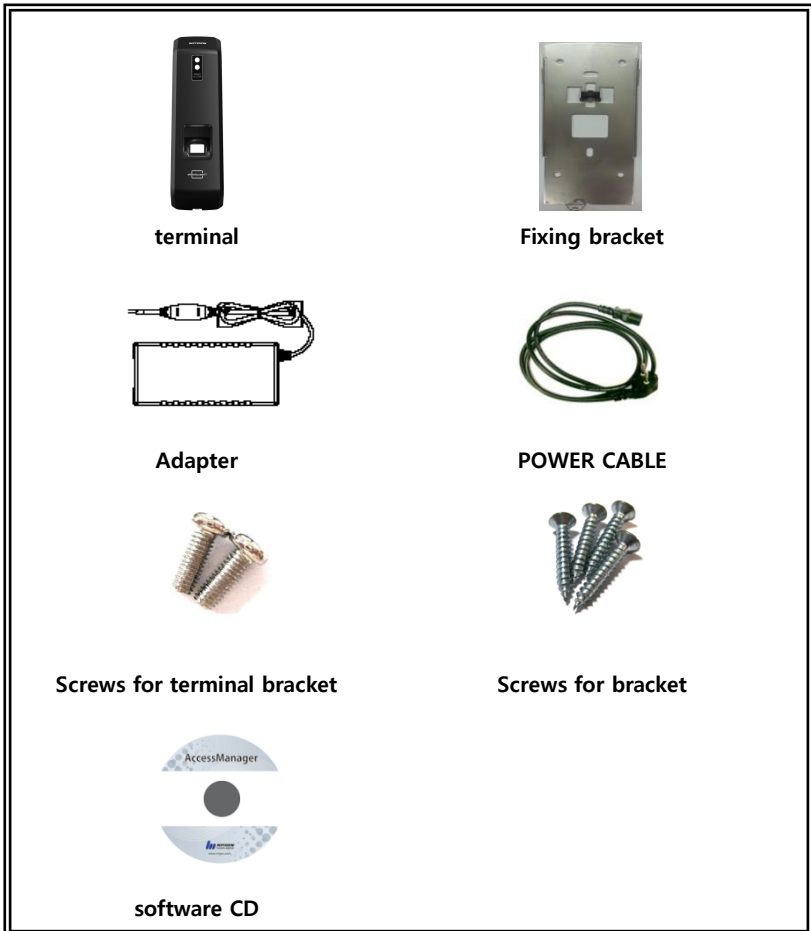 terminal
Fixing bracket
Adapter
POWER CABLE
Screws for terminal bracket
Screws for bracket
AccessManager
software CD